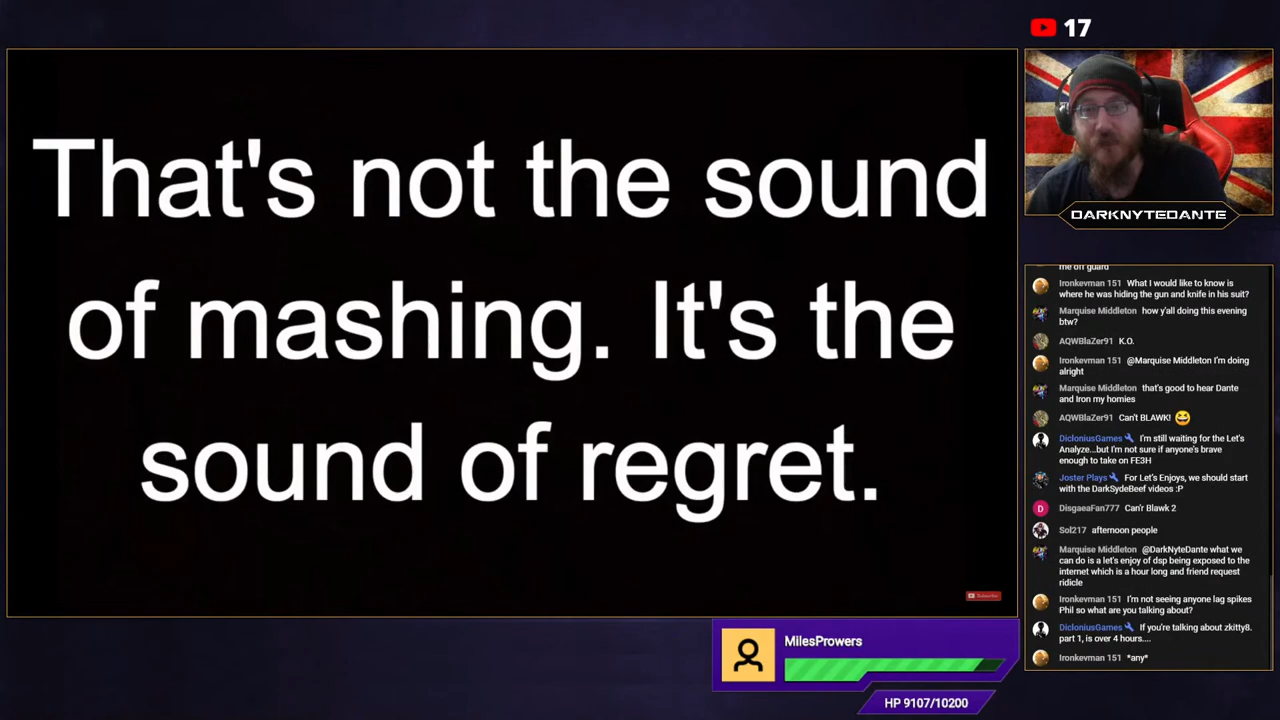 17
That's not the sound
of mashing. It's the
sound of regret.
Subscribe
DARKNYTEDANTE
me off guard
Ironkevman 151 What I would like to know is
where he was hiding the gun and knife in his suit?
Marquise Middleton how y'all doing this evening
btw?
AQWBlaZer91 K.O.
Ironkevman 151 @Marquise Middleton I'm doing
alright
Marquise Middleton that's good to hear Dante
and Iron my homies
AQWBlaZer91 Can't BLAWK! 😆
DicloniusGames I'm still waiting for the Let's
Analyze...but I'm not sure if anyone's brave
enough to take on FE3H
Joster Plays For Let's Enjoys, we should start
with the DarkSydeBeef videos :P
D DisgaeaFan777 Can'r Blawk 2
Sol217 afternoon people
Marquise Middleton @DarkNyteDante what we
can do is a let's enjoy of dsp being exposed to the
internet which is a hour long and friend request
ridicle
Ironkevman 151 I'm not seeing anyone lag spikes
Phil so what are you talking about?
DicloniusGames If you're talking about zkitty8.
part 1, is over 4 hours....
Ironkevman 151 *any*
MilesProwers
HP 9107/10200